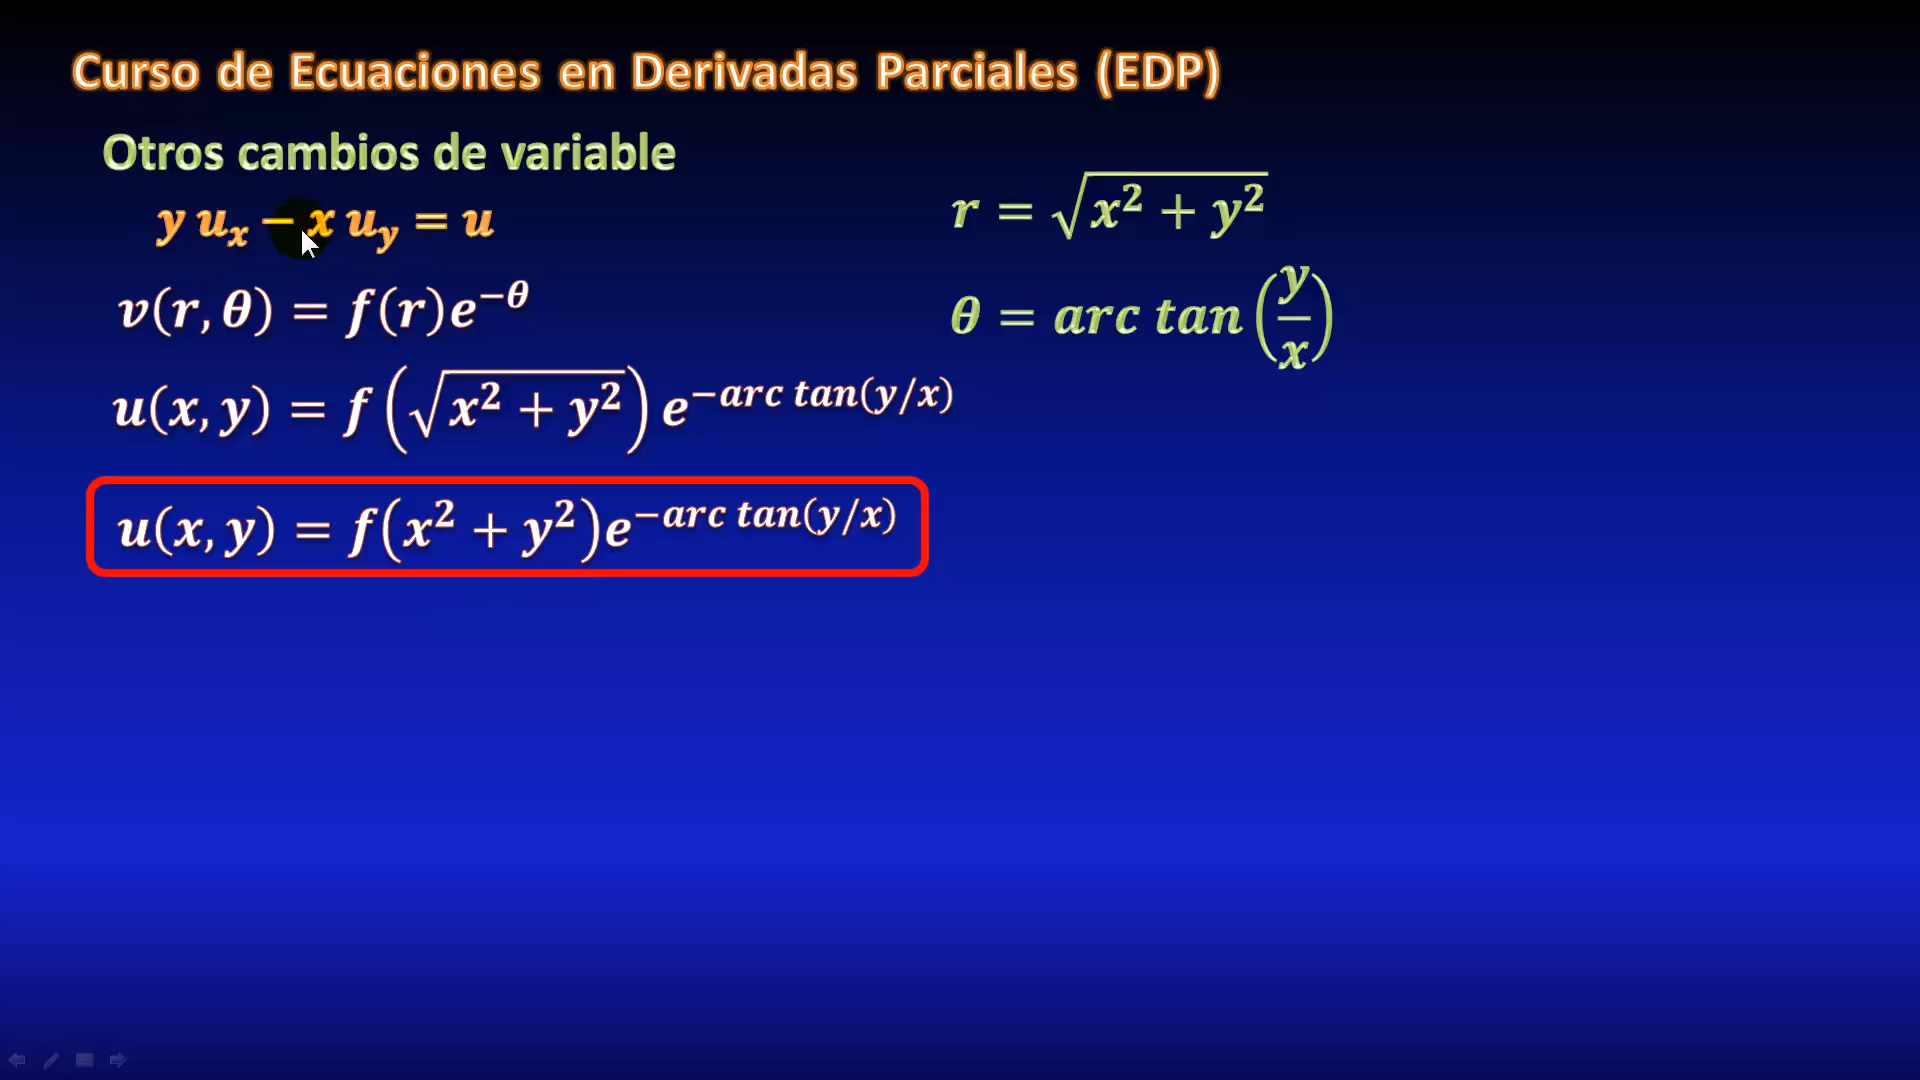 Curso de Ecuaciones en Derivadas Parciales (EDP)
Otros cambios de variable
y u_x − x u_y = u
v(r, θ) = f(r)e^{−θ}
u(x, y) = f(√(x² + y²)) e^{−arc tan(y/x)}
u(x, y) = f(x² + y²)e^{−arc tan(y/x)}
r = √(x² + y²)
θ = arc tan(y/x)